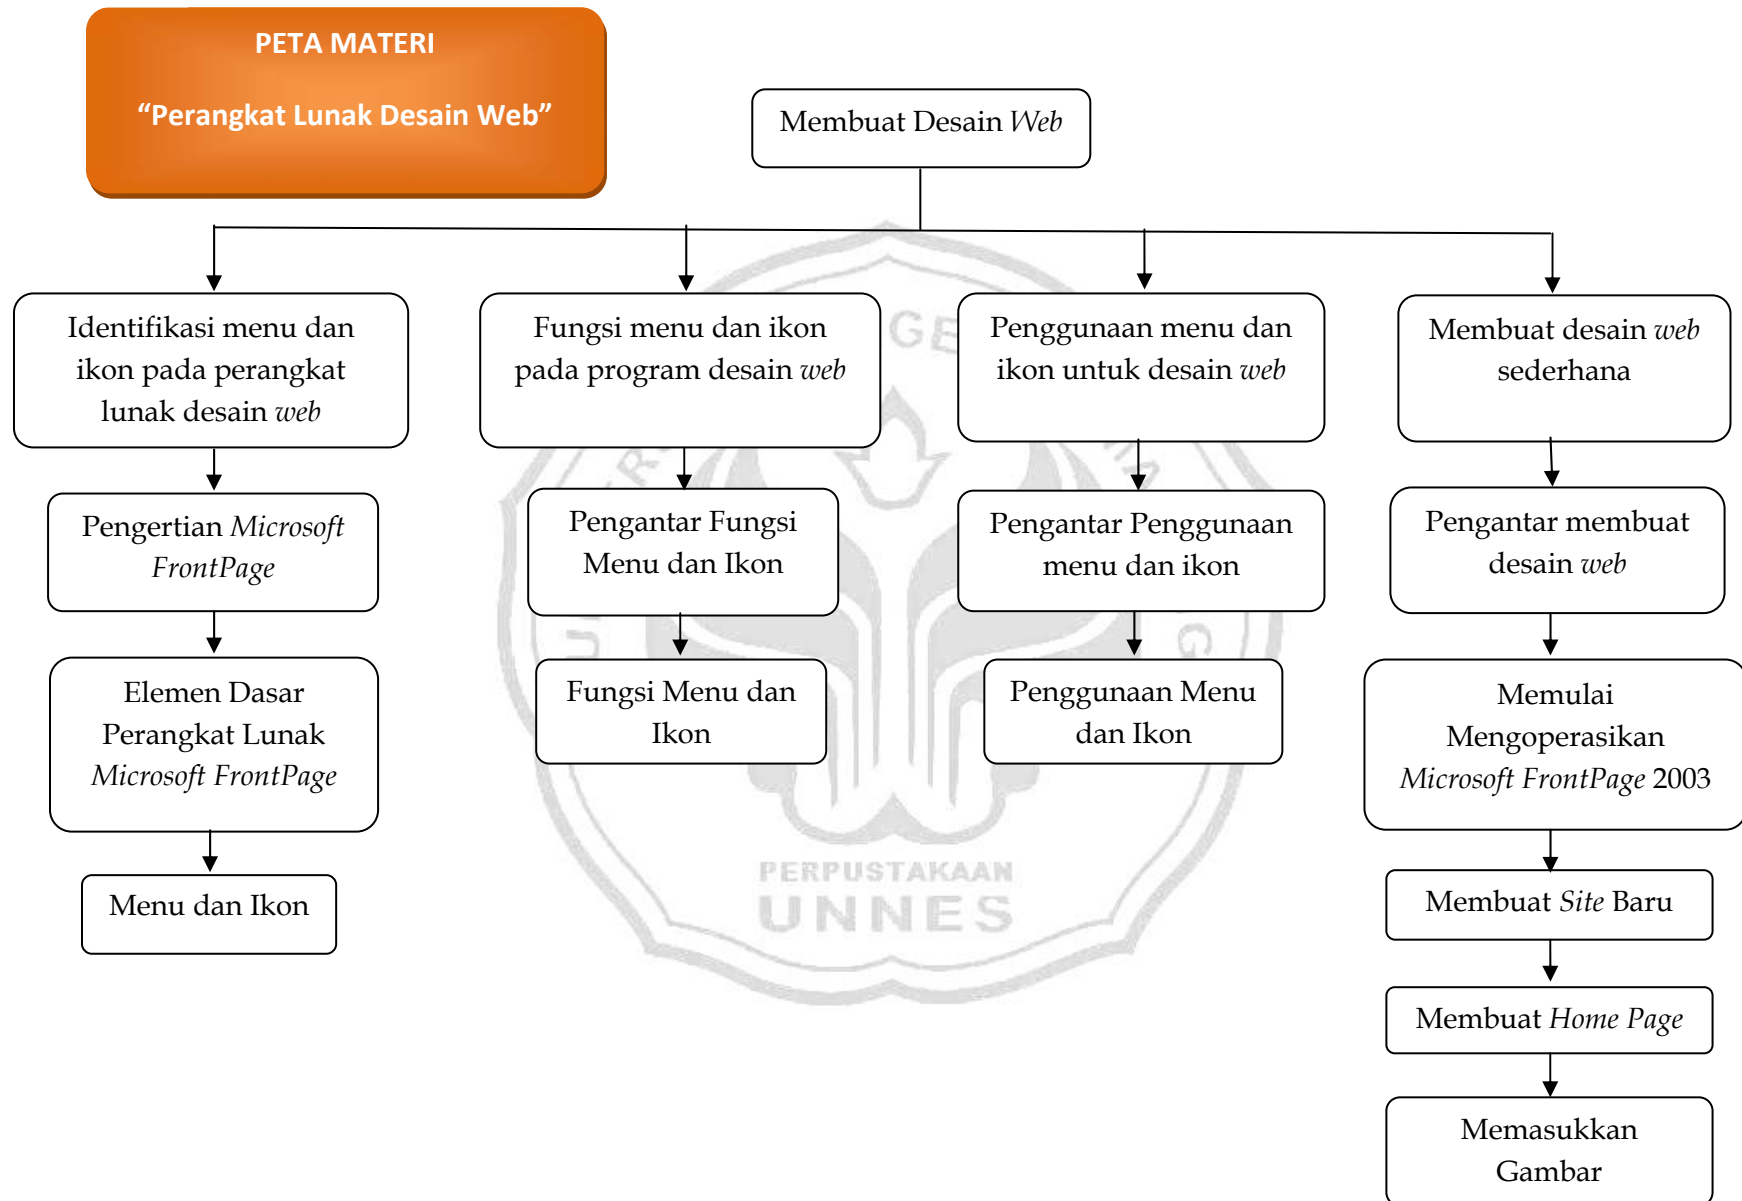 PETA MATERI
“Perangkat Lunak Desain Web”
Membuat Desain Web
Identifikasi menu dan
ikon pada perangkat
lunak desain web
Pengertian Microsoft
FrontPage
Elemen Dasar
Perangkat Lunak
Microsoft FrontPage
Menu dan Ikon
Fungsi menu dan ikon
pada program desain web
Pengantar Fungsi
Menu dan Ikon
Fungsi Menu dan
Ikon
Penggunaan menu dan
ikon untuk desain web
Pengantar Penggunaan
menu dan ikon
Penggunaan Menu
dan Ikon
Membuat desain web
sederhana
Pengantar membuat
desain web
Memulai
Mengoperasikan
Microsoft FrontPage 2003
Membuat Site Baru
Membuat Home Page
Memasukkan
Gambar
PERPUSTAKAAN
UNNES